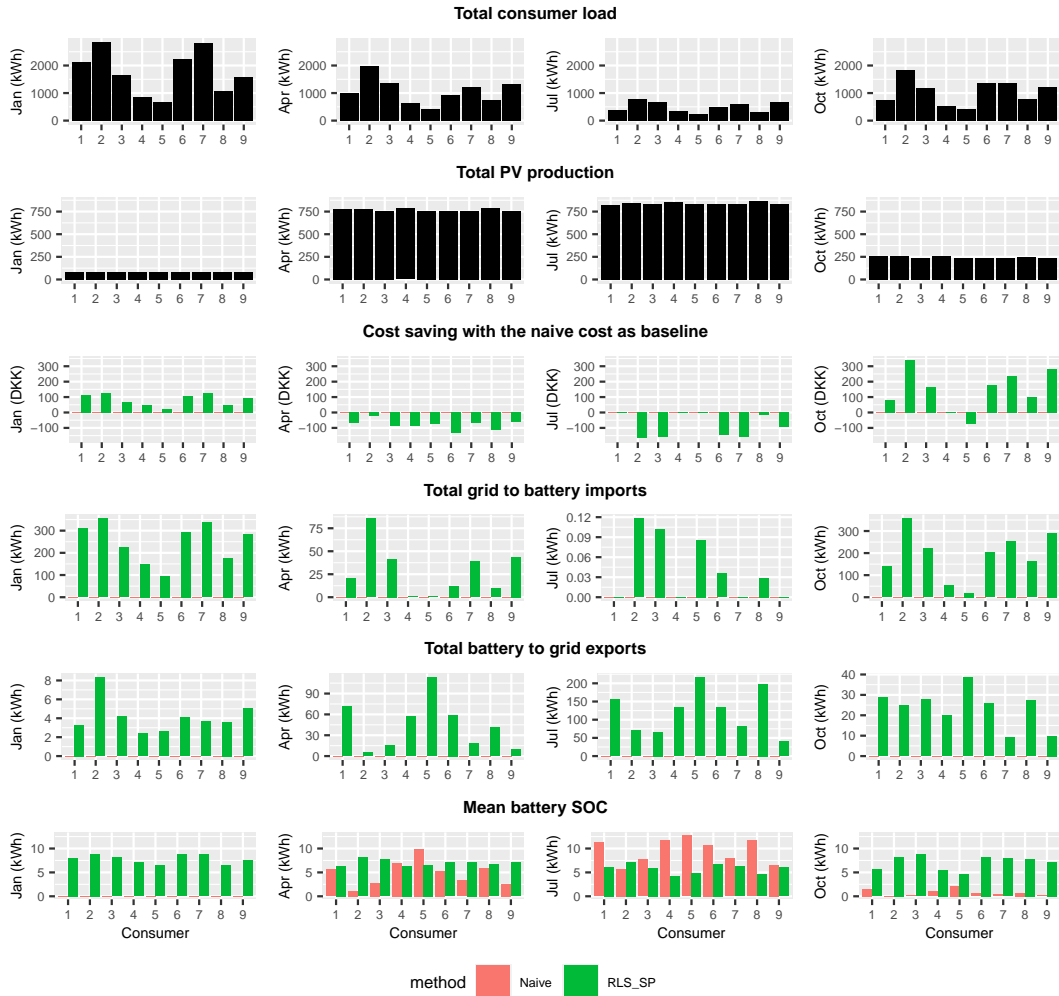 Total consumer load
Jan (kWh) 2000 1000 0 1 2 3 4 5 6 7 8 9
Apr (kWh) 2000 1000 0 1 2 3 4 5 6 7 8 9
Jul (kWh) 2000 1000 0 1 2 3 4 5 6 7 8 9
Oct (kWh) 2000 1000 0 1 2 3 4 5 6 7 8 9
Total PV production
Jan (kWh) 750 500 250 0 1 2 3 4 5 6 7 8 9
Apr (kWh) 750 500 250 0 1 2 3 4 5 6 7 8 9
Jul (kWh) 750 500 250 0 1 2 3 4 5 6 7 8 9
Oct (kWh) 750 500 250 0 1 2 3 4 5 6 7 8 9
Cost saving with the naive cost as baseline
Jan (DKK) 300 200 100 0 −100 1 2 3 4 5 6 7 8 9
Apr (DKK) 300 200 100 0 −100 1 2 3 4 5 6 7 8 9
Jul (DKK) 300 200 100 0 −100 1 2 3 4 5 6 7 8 9
Oct (DKK) 300 200 100 0 −100 1 2 3 4 5 6 7 8 9
Total grid to battery imports
Jan (kWh) 300 200 100 0 1 2 3 4 5 6 7 8 9
Apr (kWh) 75 50 25 0 1 2 3 4 5 6 7 8 9
Jul (kWh) 0.12 0.09 0.06 0.03 0.00 1 2 3 4 5 6 7 8 9
Oct (kWh) 300 200 100 0 1 2 3 4 5 6 7 8 9
Total battery to grid exports
Jan (kWh) 8 6 4 2 0 1 2 3 4 5 6 7 8 9
Apr (kWh) 90 60 30 0 1 2 3 4 5 6 7 8 9
Jul (kWh) 200 150 100 50 0 1 2 3 4 5 6 7 8 9
Oct (kWh) 40 30 20 10 0 1 2 3 4 5 6 7 8 9
Mean battery SOC
Jan (kWh) 10 5 0 1 2 3 4 5 6 7 8 9
Consumer
Apr (kWh) 10 5 0 1 2 3 4 5 6 7 8 9
Consumer
Jul (kWh) 10 5 0 1 2 3 4 5 6 7 8 9
Consumer
Oct (kWh) 10 5 0 1 2 3 4 5 6 7 8 9
Consumer
method Naive RLS_SP